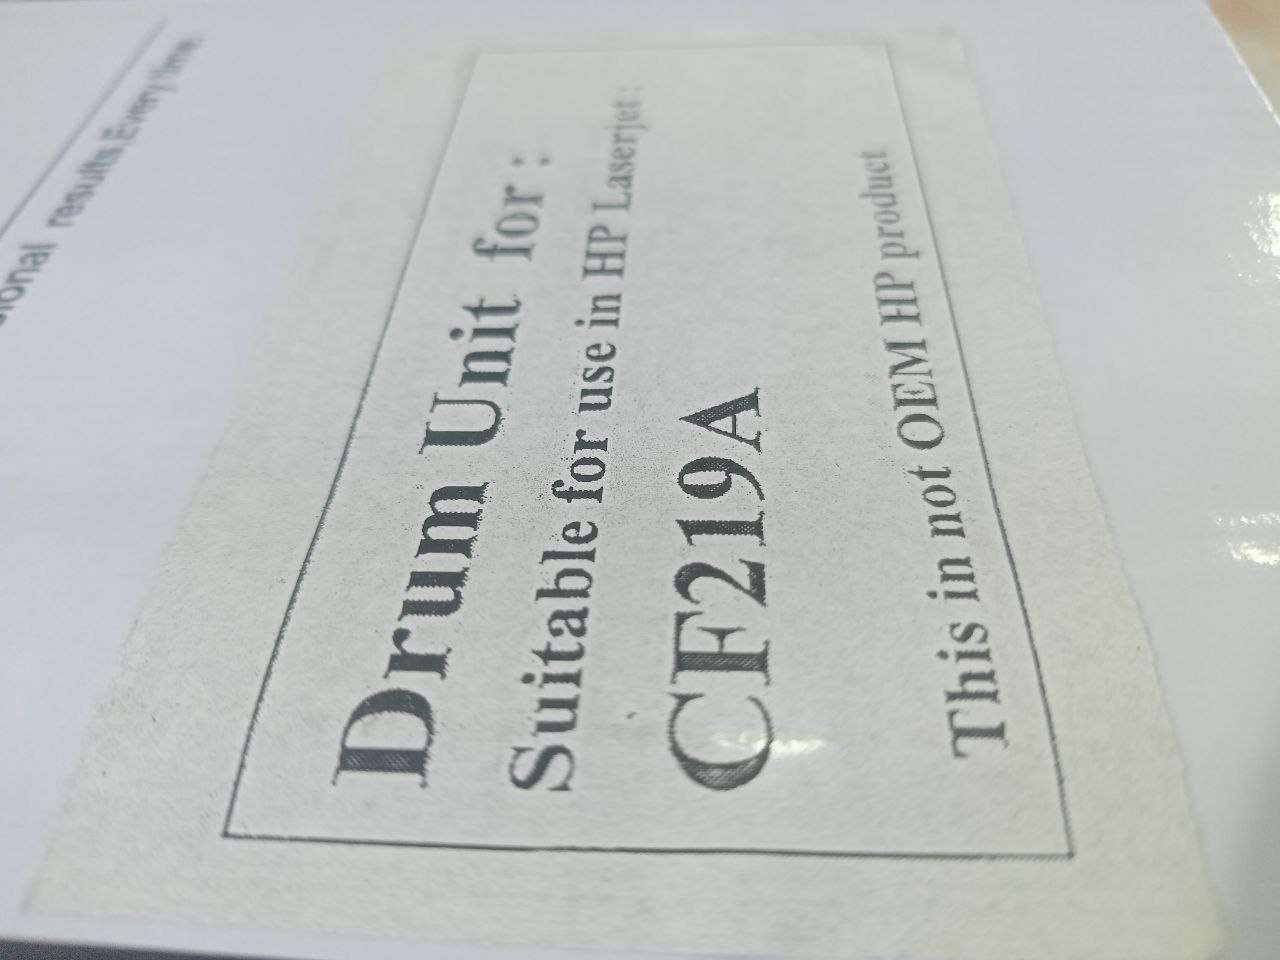 ional results.Every time.
Drum Unit for :
Suitable for use in HP Laserjet :
CF219A
This in not OEM HP product